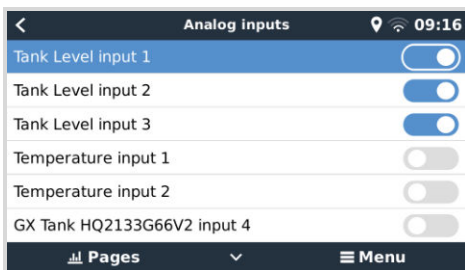 Analog inputs 09:16
Tank Level input 1
Tank Level input 2
Tank Level input 3
Temperature input 1
Temperature input 2
GX Tank HQ2133G66V2 input 4
Pages Menu